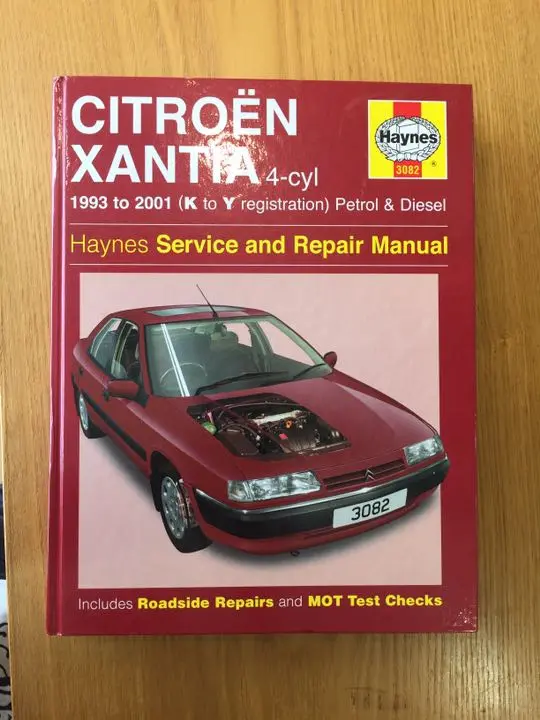 CITROËN
XANTIA 4-cyl
Haynes
3082
®
1993 to 2001 (K to Y registration) Petrol & Diesel
Haynes Service and Repair Manual
3082
Includes Roadside Repairs and MOT Test Checks